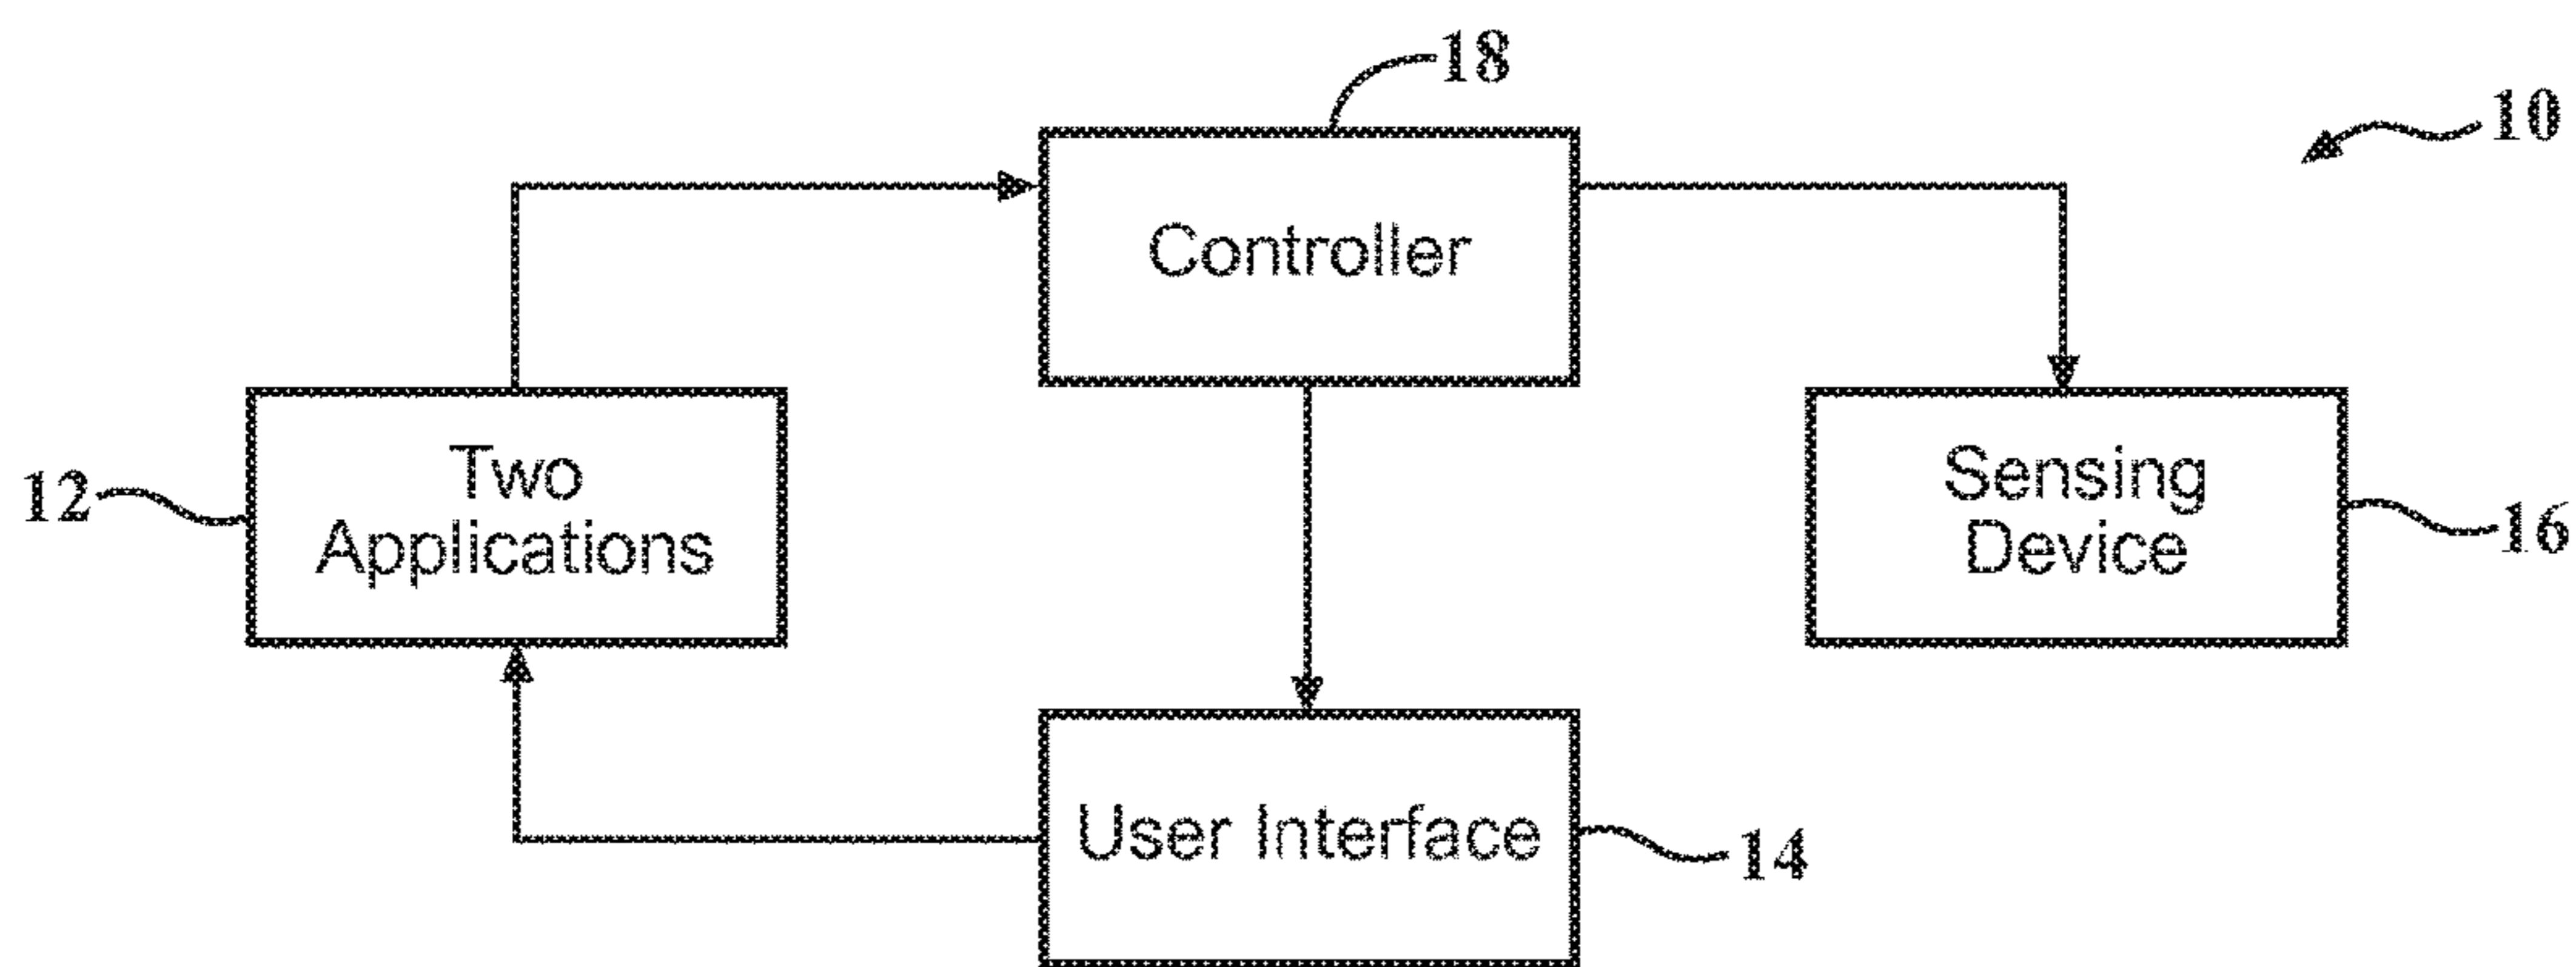 18
10
Controller
12
Two
Applications
Sensing
Device
16
User Interface
14